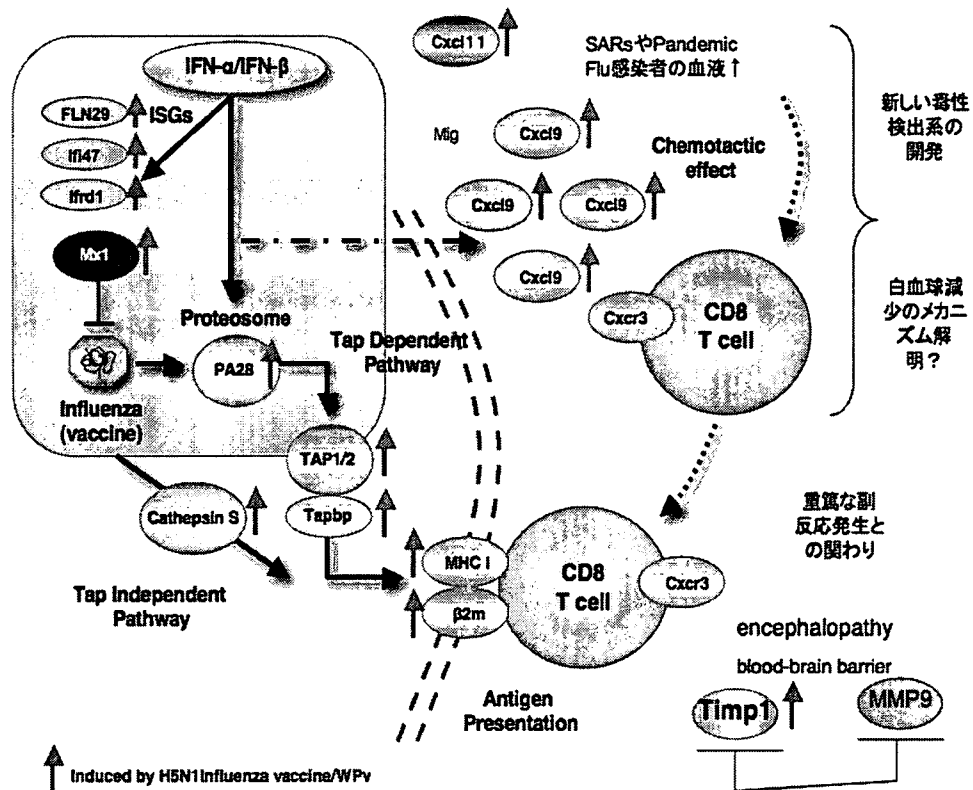 Cxcl11
SARsやPandemic
Flu感染者の血液↑
IFN-α/IFN-β
FLN29
ISGs
Ifi47
Ifrd1
Mx1
Mig
Cxcl9
Chemotactic
effect
Cxcl9
Cxcl9
Cxcl9
新しい毒性
検出系の
開発
Cxcr3
CD8
T cell
白血球減
少のメカニ
ズム解
明?
Proteosome
PA28
Tap Dependent
Pathway
Influenza
(vaccine)
TAP1/2
Tapbp
Cathepsin S
Tap Independent
Pathway
MHC I
β2m
CD8
T cell
Cxcr3
重篤な副
反応発生と
の関わり
encephalopathy
blood-brain barrier
Timp1
MMP9
Antigen
Presentation
Induced by H5N1Influenza vaccine/WPv